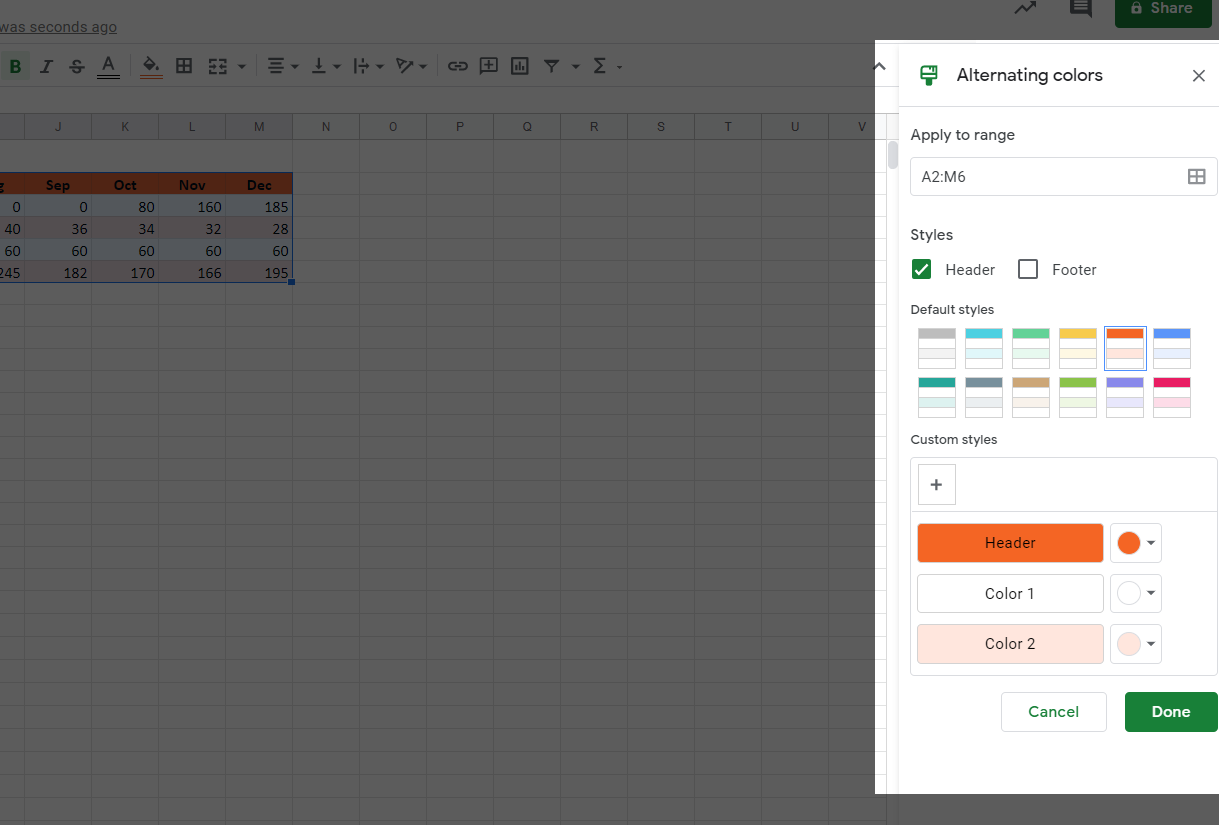 was seconds ago
Share
B I S A
Alternating colors
J K L M N O P Q R S T U V
Apply to range
A2:M6
Sep Oct Nov Dec
0 0 80 160 185
40 36 34 32 28
60 60 60 60 60
245 182 170 166 195
Styles
Header Footer
Default styles
Custom styles
+
Header
Color 1
Color 2
Cancel Done